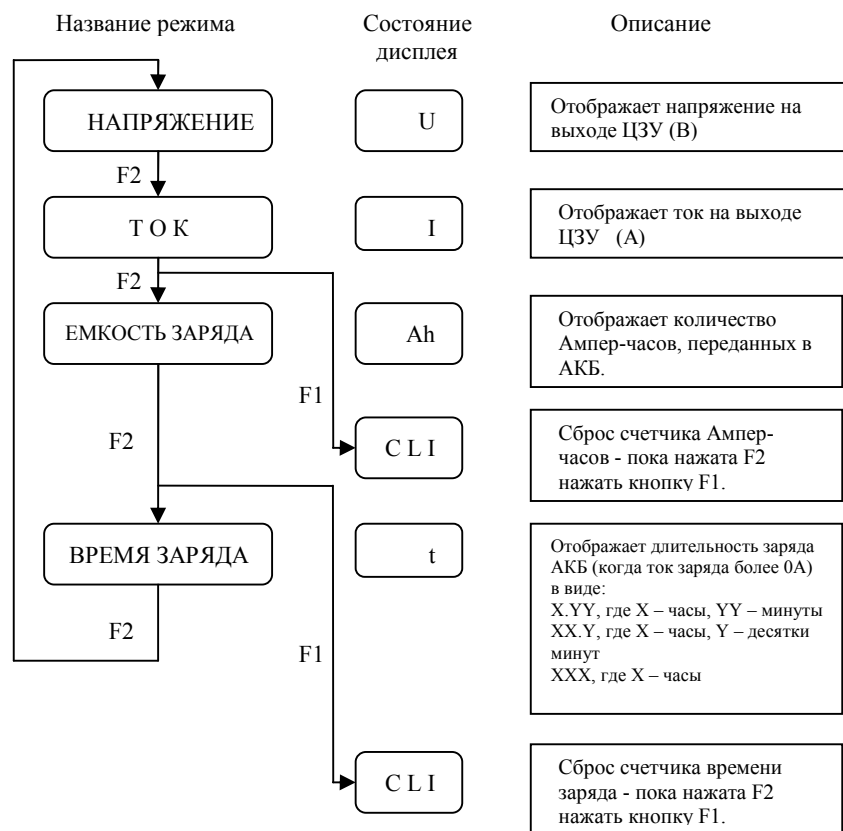 Название режима
Состояние
дисплея
Описание
НАПРЯЖЕНИЕ
U
Отображает напряжение на
выходе ЦЗУ (В)
F2
Т О К
I
Отображает ток на выходе
ЦЗУ (А)
F2
ЕМКОСТЬ ЗАРЯДА
Ah
Отображает количество
Ампер-часов, переданных в
АКБ.
F1
F2
C L I
Сброс счетчика Ампер-
часов - пока нажата F2
нажать кнопку F1.
ВРЕМЯ ЗАРЯДА
t
Отображает длительность заряда
АКБ (когда ток заряда более 0А)
в виде:
X.YY, где X – часы, YY – минуты
XX.Y, где X – часы, Y – десятки
минут
XXX, где X – часы
F2
F1
C L I
Сброс счетчика времени
заряда - пока нажата F2
нажать кнопку F1.